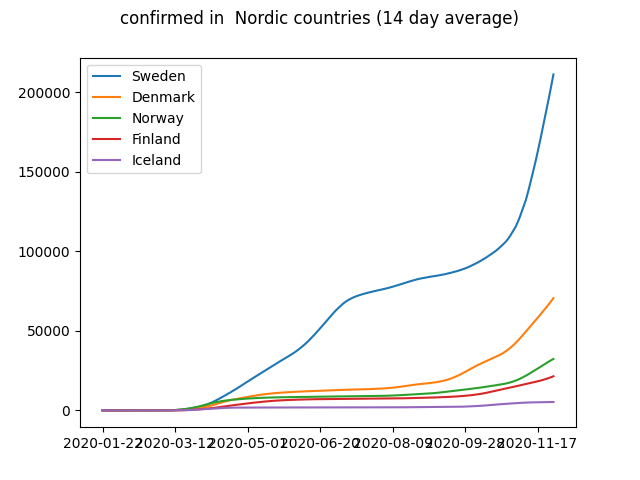 confirmed in  Nordic countries (14 day average)
Sweden
Denmark
Norway
Finland
Iceland
200000
150000
100000
50000
0
2020-01-22 2020-03-12 2020-05-01 2020-06-20 2020-08-09 2020-09-28 2020-11-17